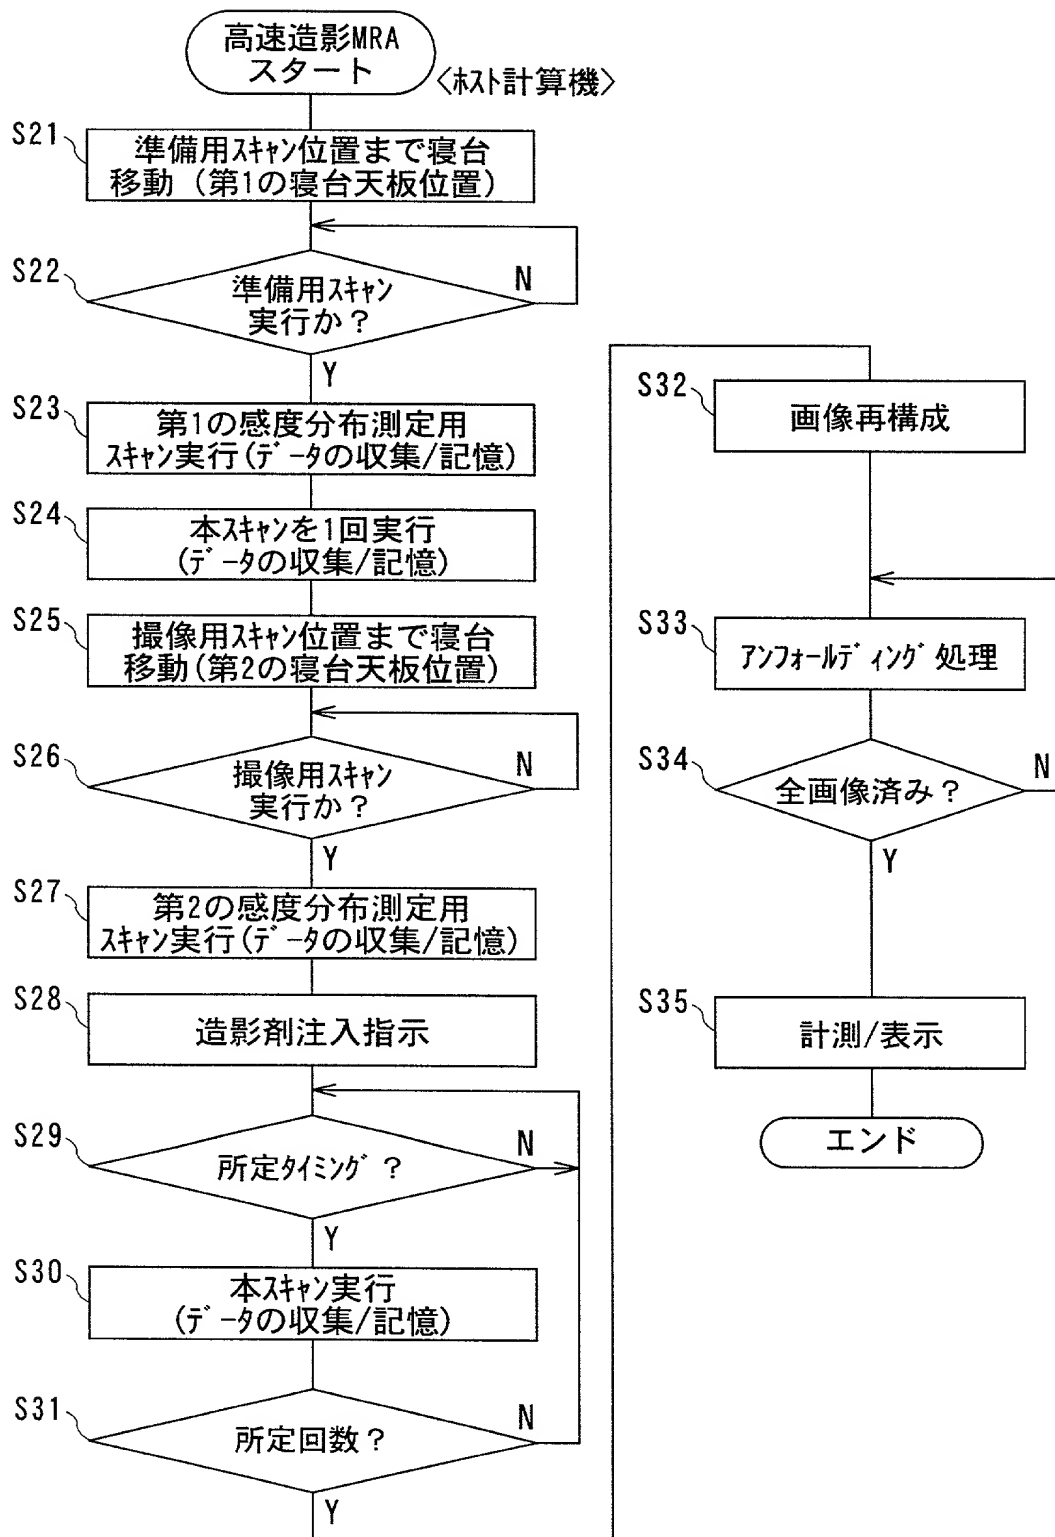 高速造影MRA
スタート
〈ﾎｽﾄ計算機〉
S21
準備用ｽｷｬﾝ位置まで寝台
移動（第1の寝台天板位置）
S22
準備用ｽｷｬﾝ
実行か？
N
Y
S23
第1の感度分布測定用
ｽｷｬﾝ実行(ﾃﾞｰﾀの収集/記憶)
S24
本ｽｷｬﾝを1回実行
(ﾃﾞｰﾀの収集/記憶)
S25
撮像用ｽｷｬﾝ位置まで寝台
移動(第2の寝台天板位置)
S26
撮像用ｽｷｬﾝ
実行か？
N
Y
S27
第2の感度分布測定用
ｽｷｬﾝ実行(ﾃﾞｰﾀの収集/記憶)
S28
造影剤注入指示
S29
所定ﾀｲﾐﾝｸﾞ？
N
Y
S30
本ｽｷｬﾝ実行
(ﾃﾞｰﾀの収集/記憶)
S31
所定回数？
N
Y
S32
画像再構成
S33
ｱﾝﾌｫｰﾙﾃﾞｨﾝｸﾞ処理
S34
全画像済み？
N
Y
S35
計測/表示
エンド